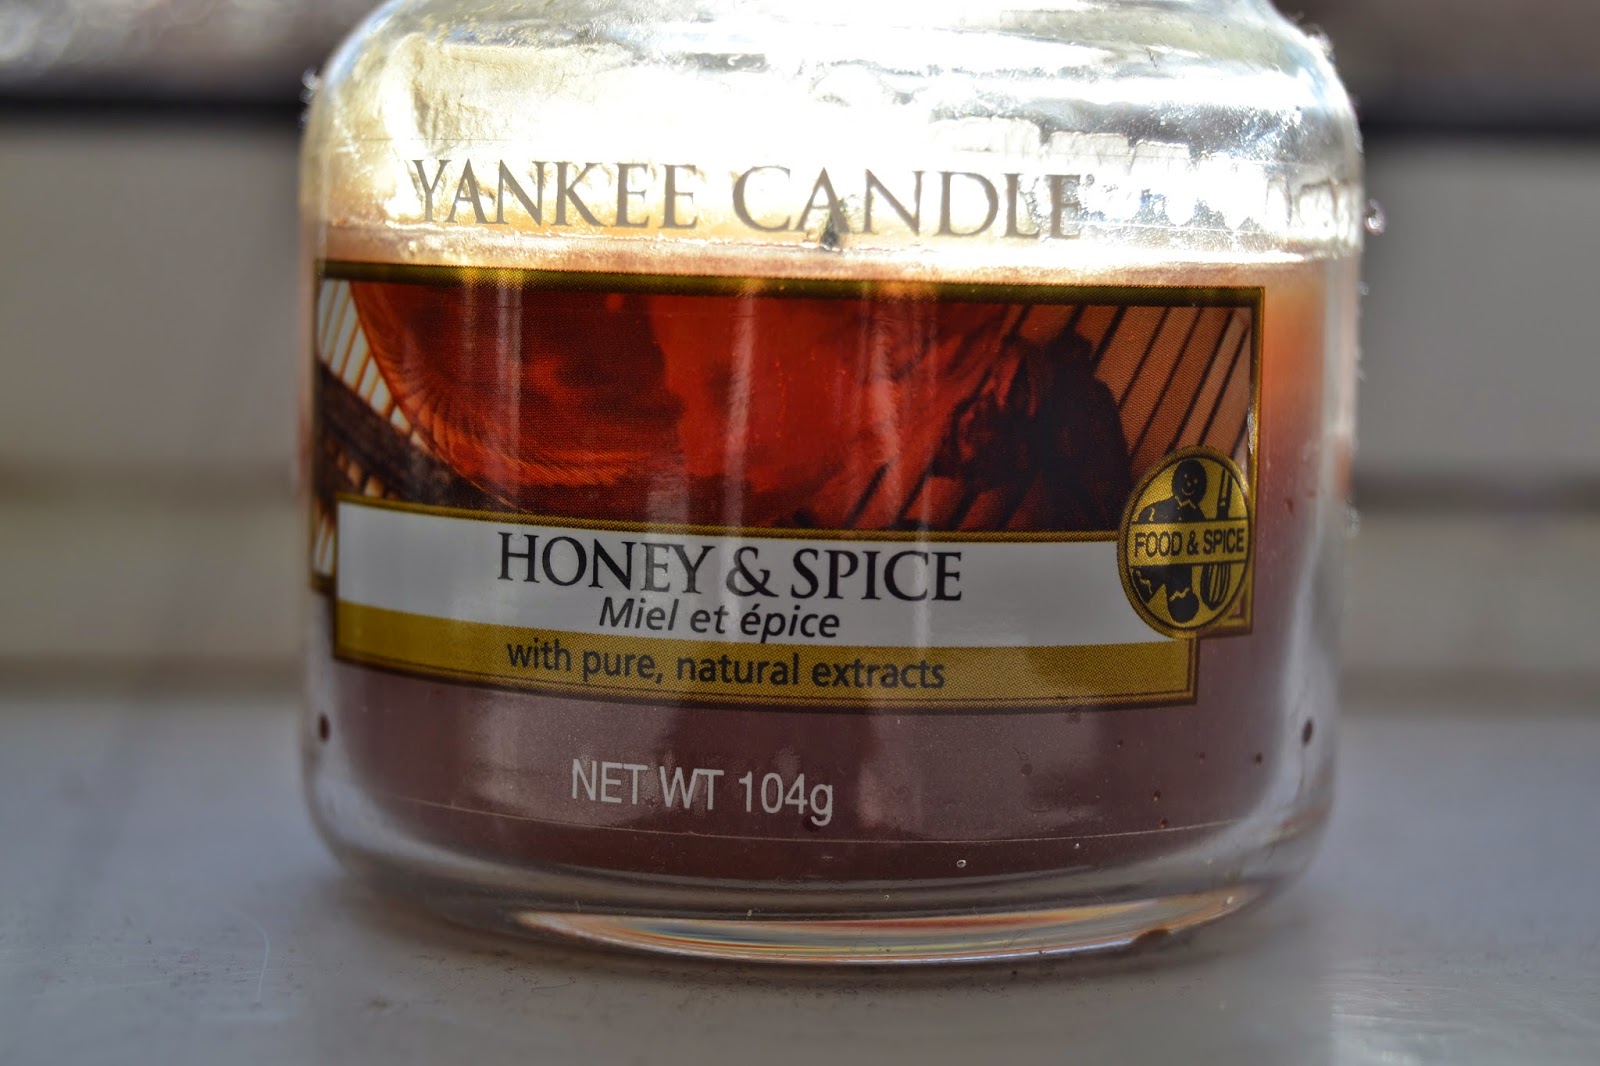 YANKEE CANDLE
HONEY & SPICE
Miel et épice
with pure, natural extracts
FOOD & SPICE
NET WT 104g